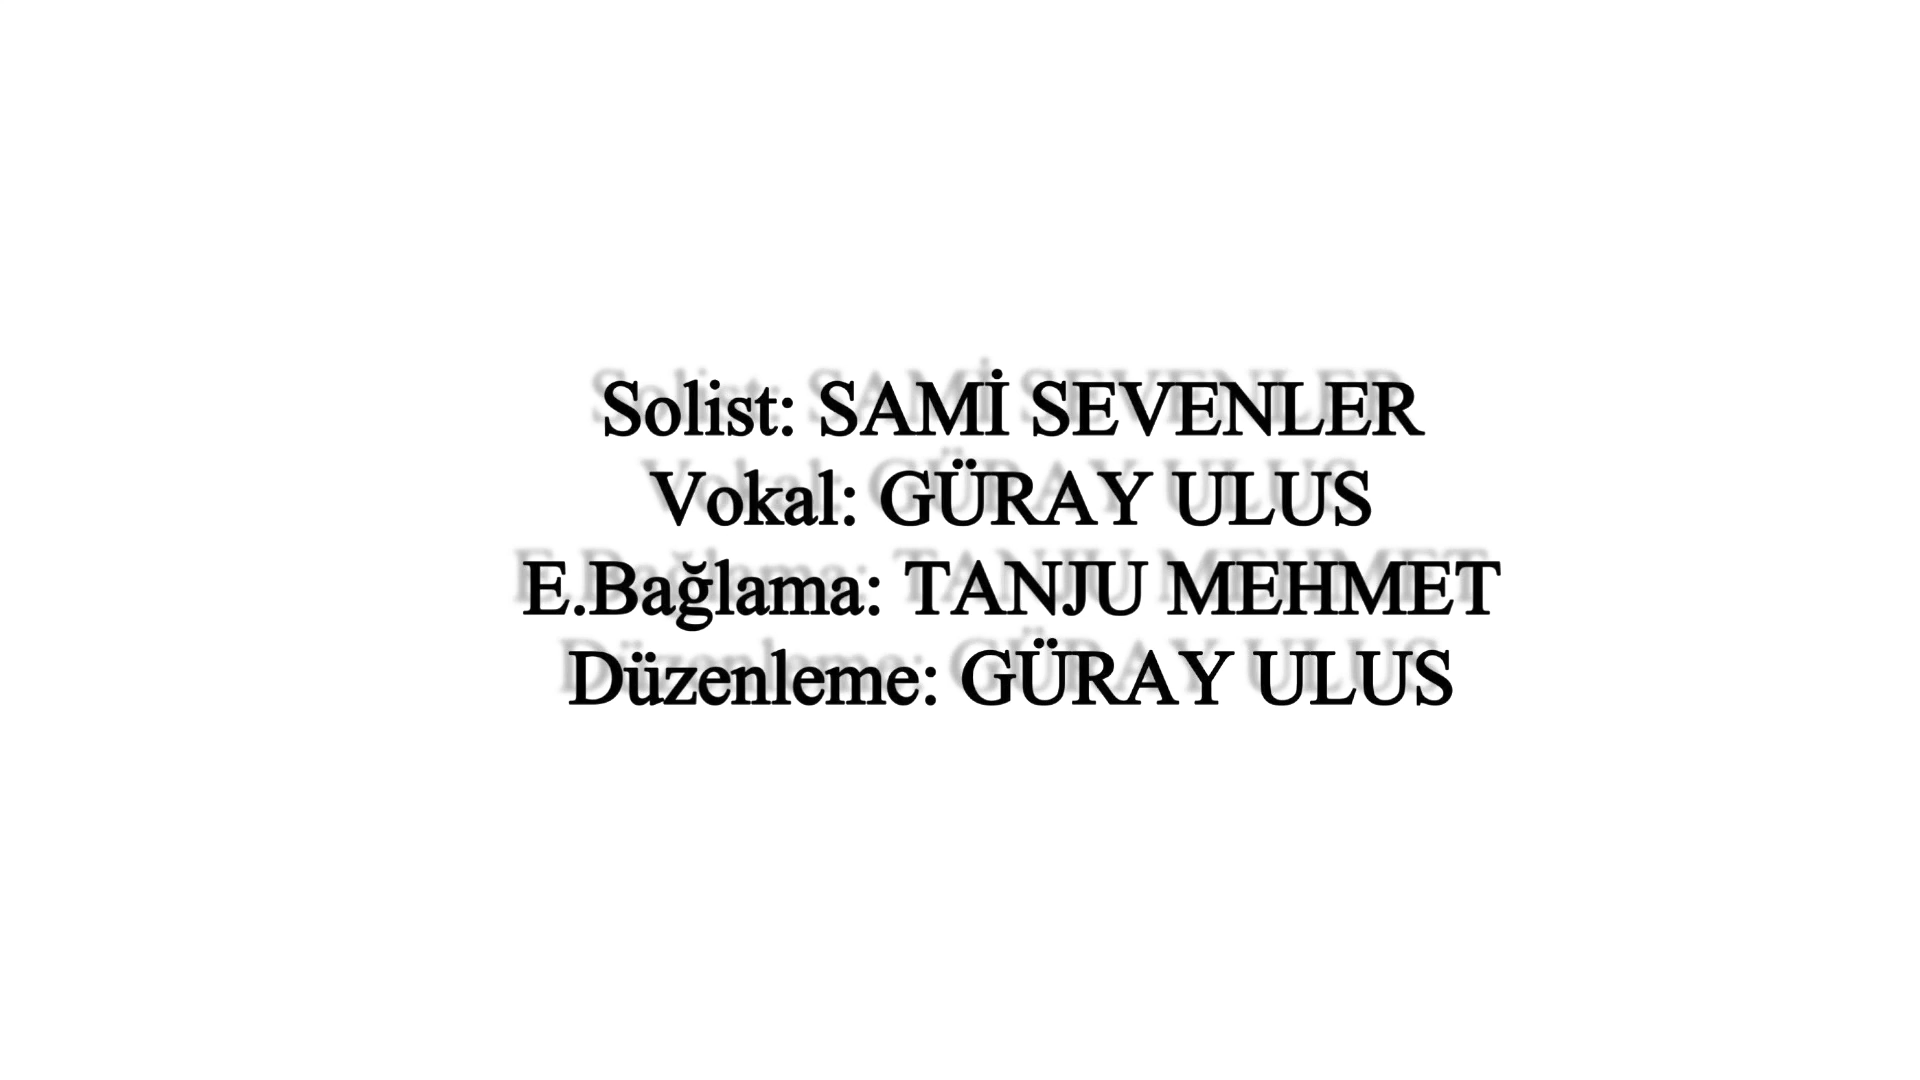 Solist: SAMİ SEVENLER
Vokal: GÜRAY ULUS
E.Bağlama: TANJU MEHMET
Düzenleme: GÜRAY ULUS